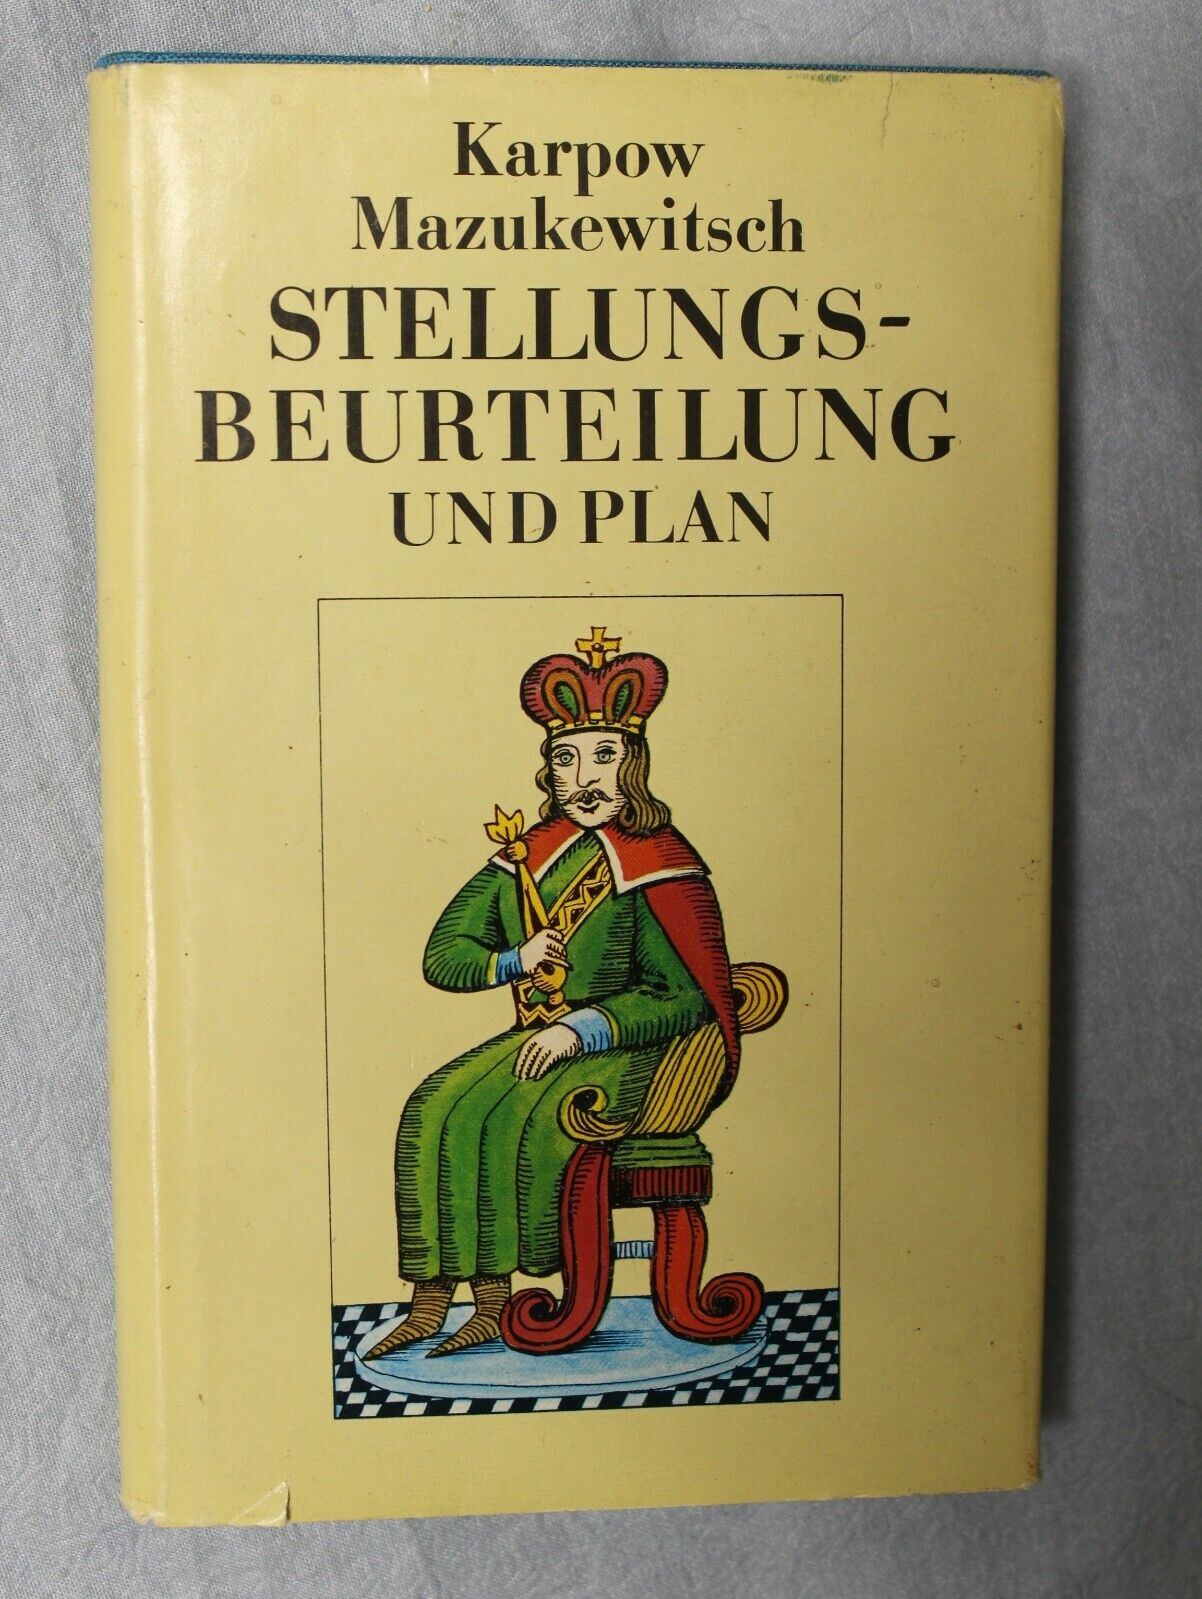 Karpow
Mazukewitsch
STELLUNGS-
BEURTEILUNG
UND PLAN